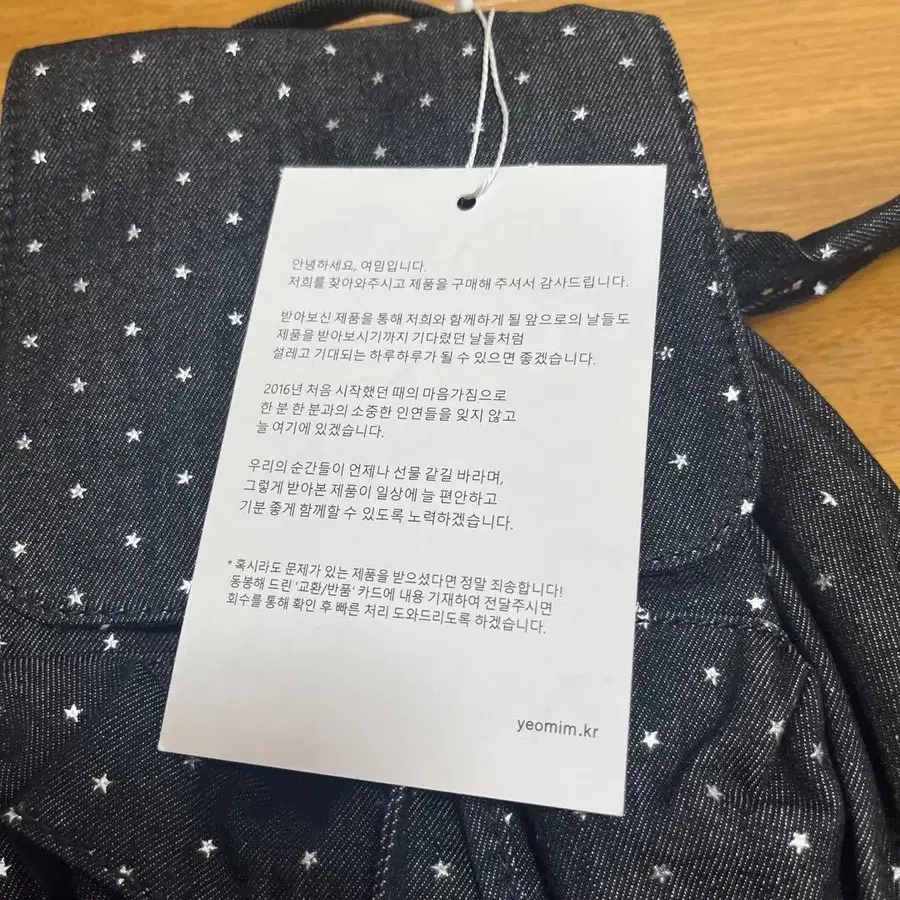 안녕하세요, 여밈입니다.
저희를 찾아와주시고 제품을 구매해 주셔서 감사드립니다.
받아보신 제품을 통해 저희와 함께하게 될 앞으로의 날들도
제품을 받아보시기까지 기다렸던 날들처럼
설레고 기대되는 하루하루가 될 수 있으면 좋겠습니다.
2016년 처음 시작했던 때의 마음가짐으로
한 분 한 분과의 소중한 인연들을 잊지 않고
늘 여기에 있겠습니다.
우리의 순간들이 언제나 선물 같길 바라며,
그렇게 받아본 제품이 일상에 늘 편안하고
기분 좋게 함께할 수 있도록 노력하겠습니다.
* 혹시라도 문제가 있는 제품을 받으셨다면 정말 죄송합니다!
동봉해 드린 '교환/반품' 카드에 내용 기재하여 전달주시면
회수를 통해 확인 후 빠른 처리 도와드리도록 하겠습니다.
yeomim.kr